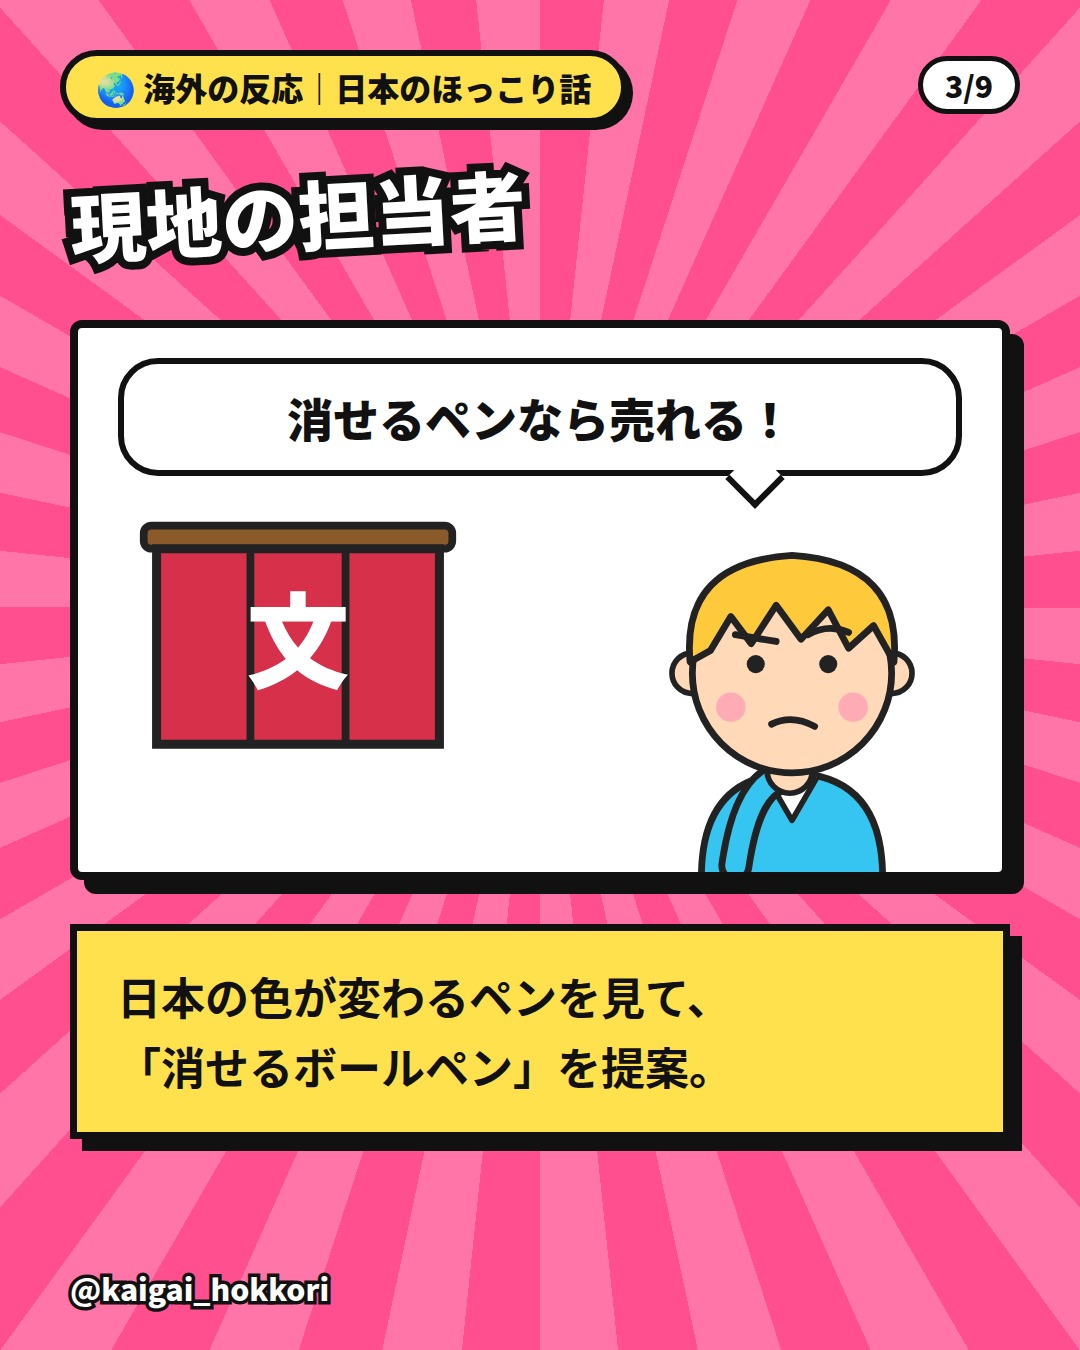 🌏 海外の反応｜日本のほっこり話
3/9
現地の担当者
消せるペンなら売れる！
文
日本の色が変わるペンを見て、
「消せるボールペン」を提案。
@kaigai_hokkori